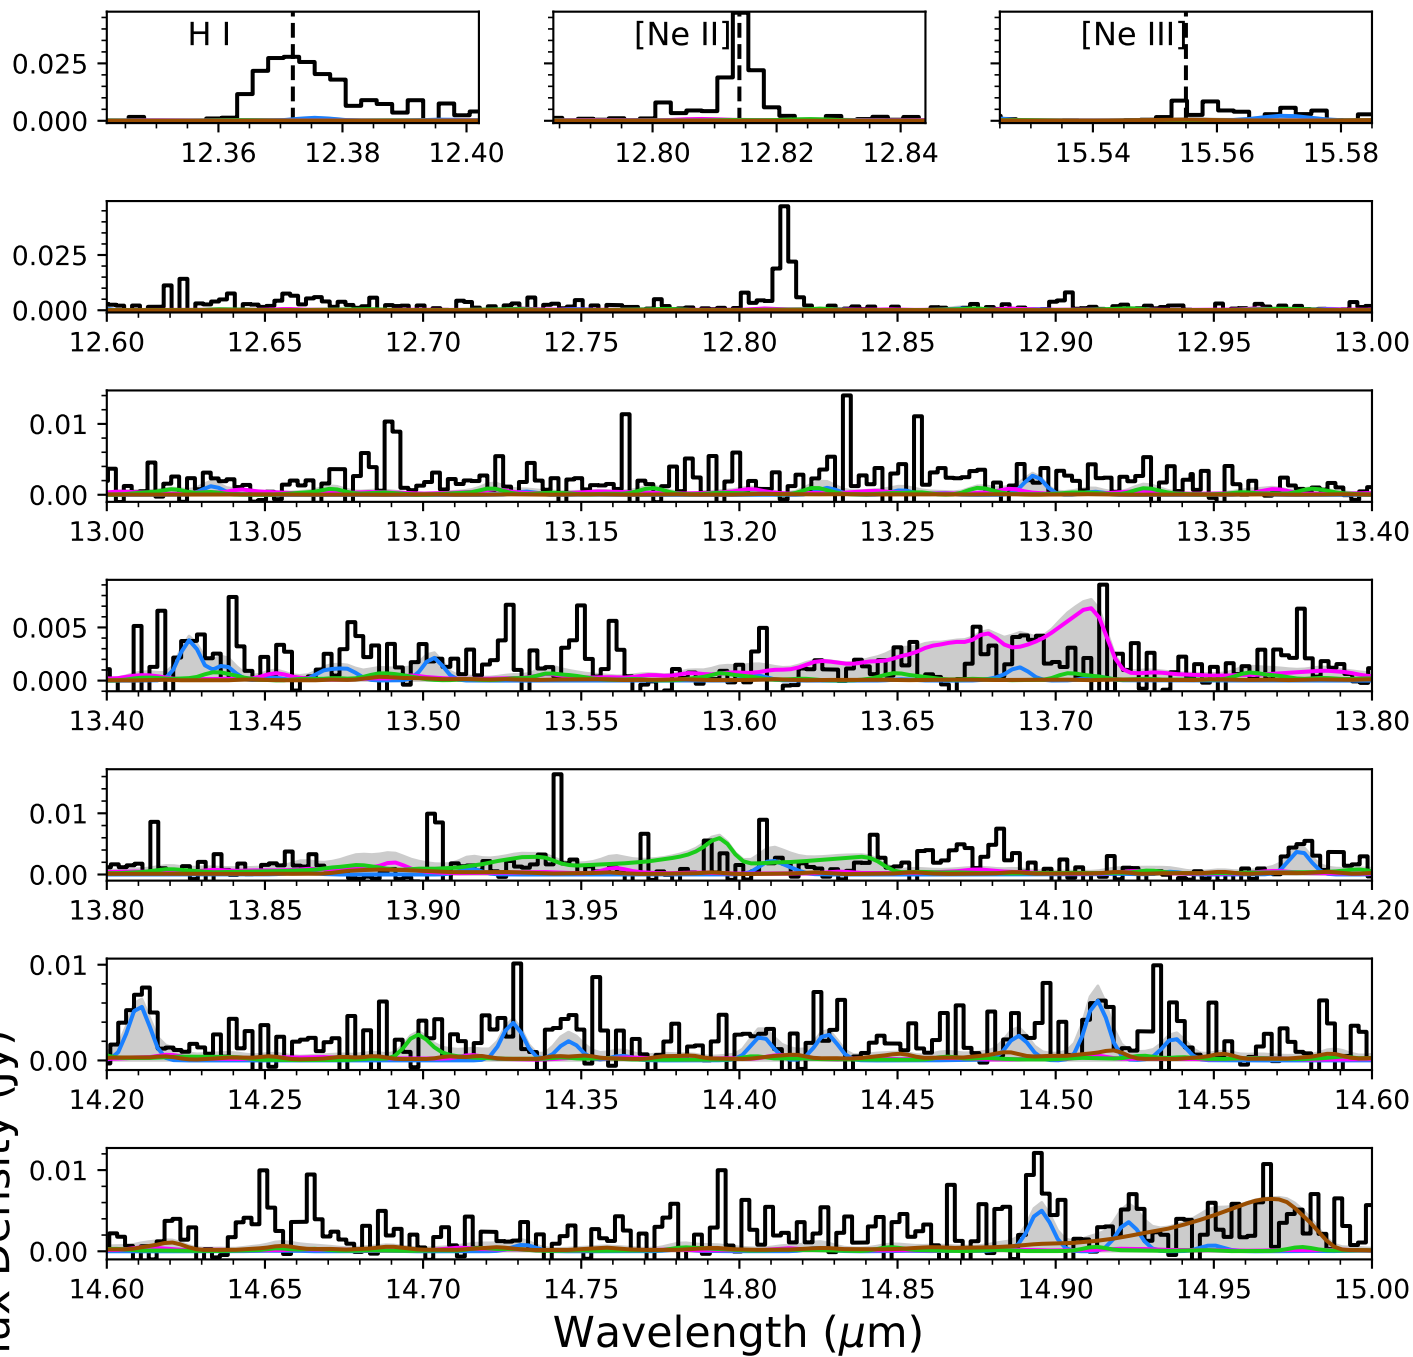 H I
[Ne II]
[Ne III]
0.025
0.000
12.36 12.38 12.40
12.80 12.82 12.84
15.54 15.56 15.58
0.025
0.000
12.60 12.65 12.70 12.75 12.80 12.85 12.90 12.95 13.00
0.01
0.00
13.00 13.05 13.10 13.15 13.20 13.25 13.30 13.35 13.40
0.005
0.000
13.40 13.45 13.50 13.55 13.60 13.65 13.70 13.75 13.80
0.01
0.00
13.80 13.85 13.90 13.95 14.00 14.05 14.10 14.15 14.20
0.01
0.00
14.20 14.25 14.30 14.35 14.40 14.45 14.50 14.55 14.60
0.01
0.00
14.60 14.65 14.70 14.75 14.80 14.85 14.90 14.95 15.00
Wavelength (μm)
Density (Jy)